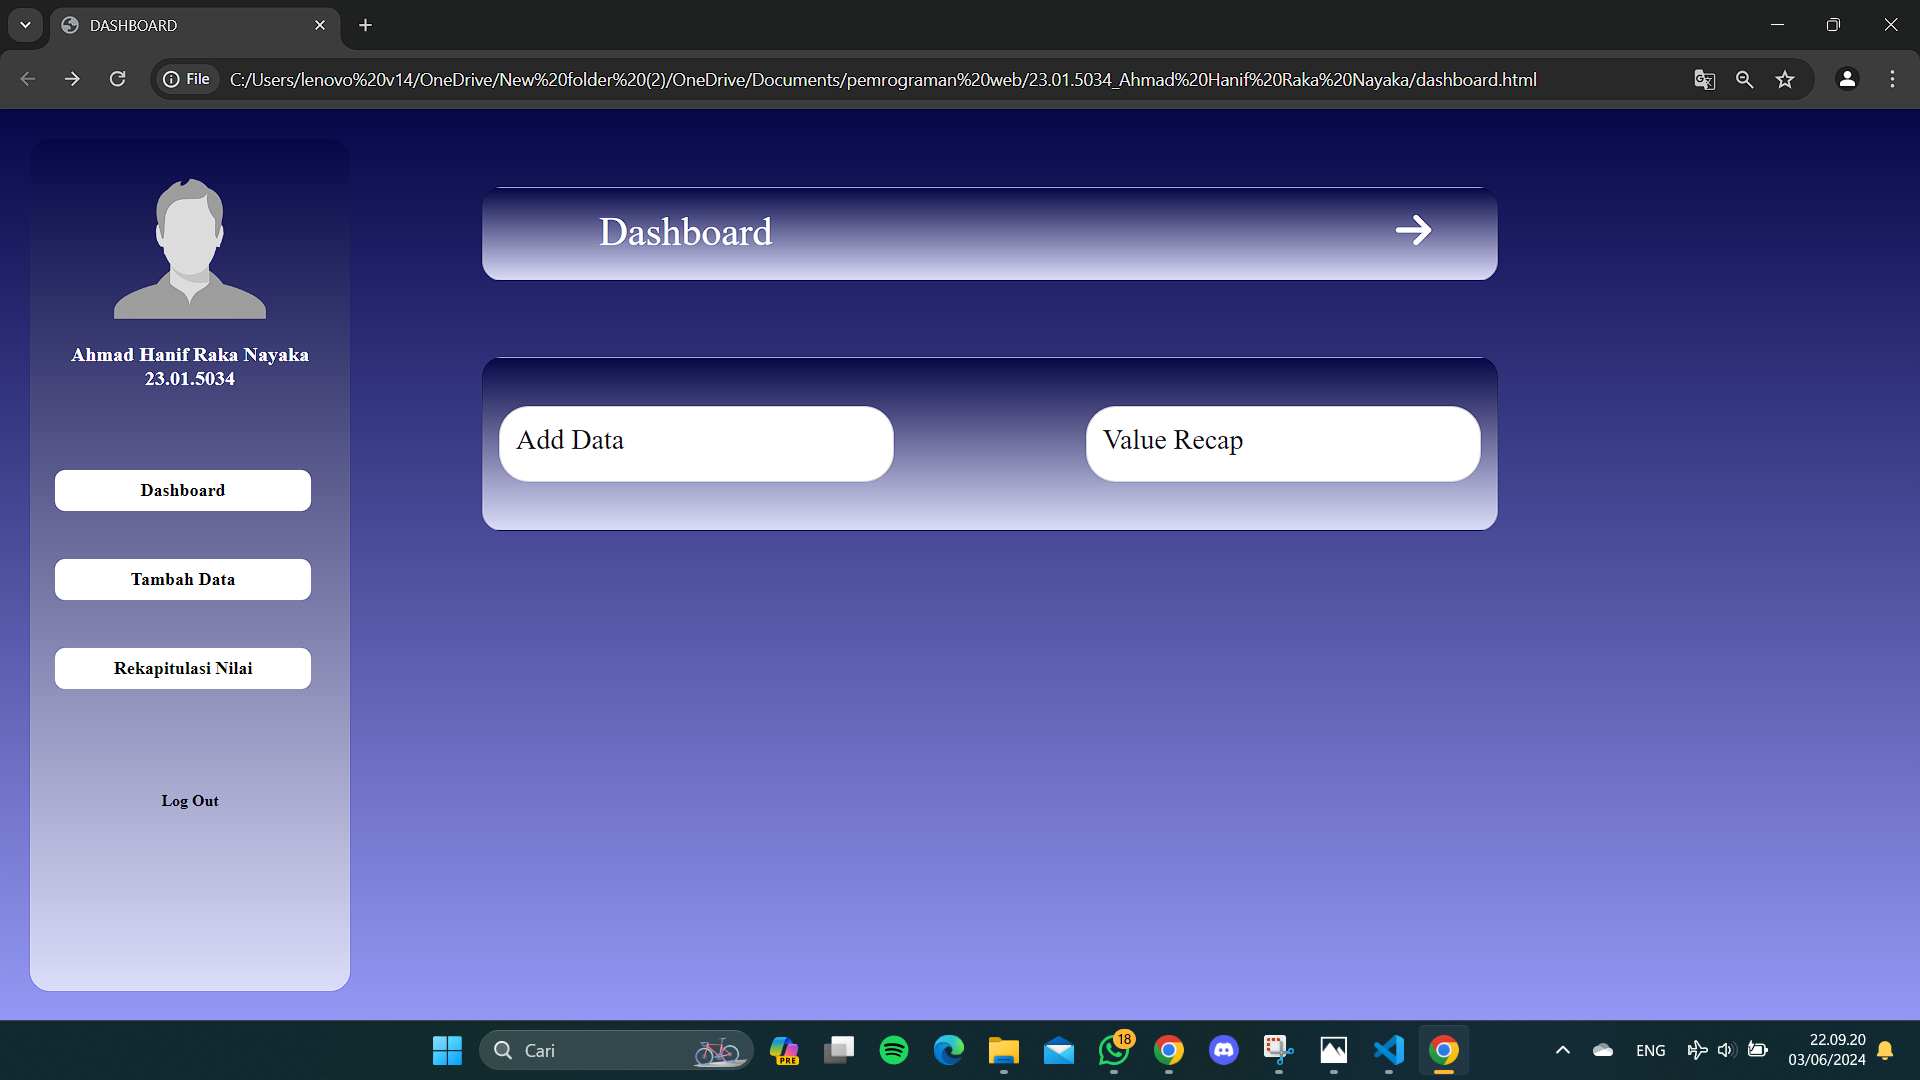 DASHBOARD
File
C:/Users/lenovo%20v14/OneDrive/New%20folder%20(2)/OneDrive/Documents/pemrograman%20web/23.01.5034_Ahmad%20Hanif%20Raka%20Nayaka/dashboard.html
Ahmad Hanif Raka Nayaka
23.01.5034
Dashboard
Tambah Data
Rekapitulasi Nilai
Log Out
Dashboard
Add Data
Value Recap
Cari
PRE
18
ENG
22.09.20
03/06/2024